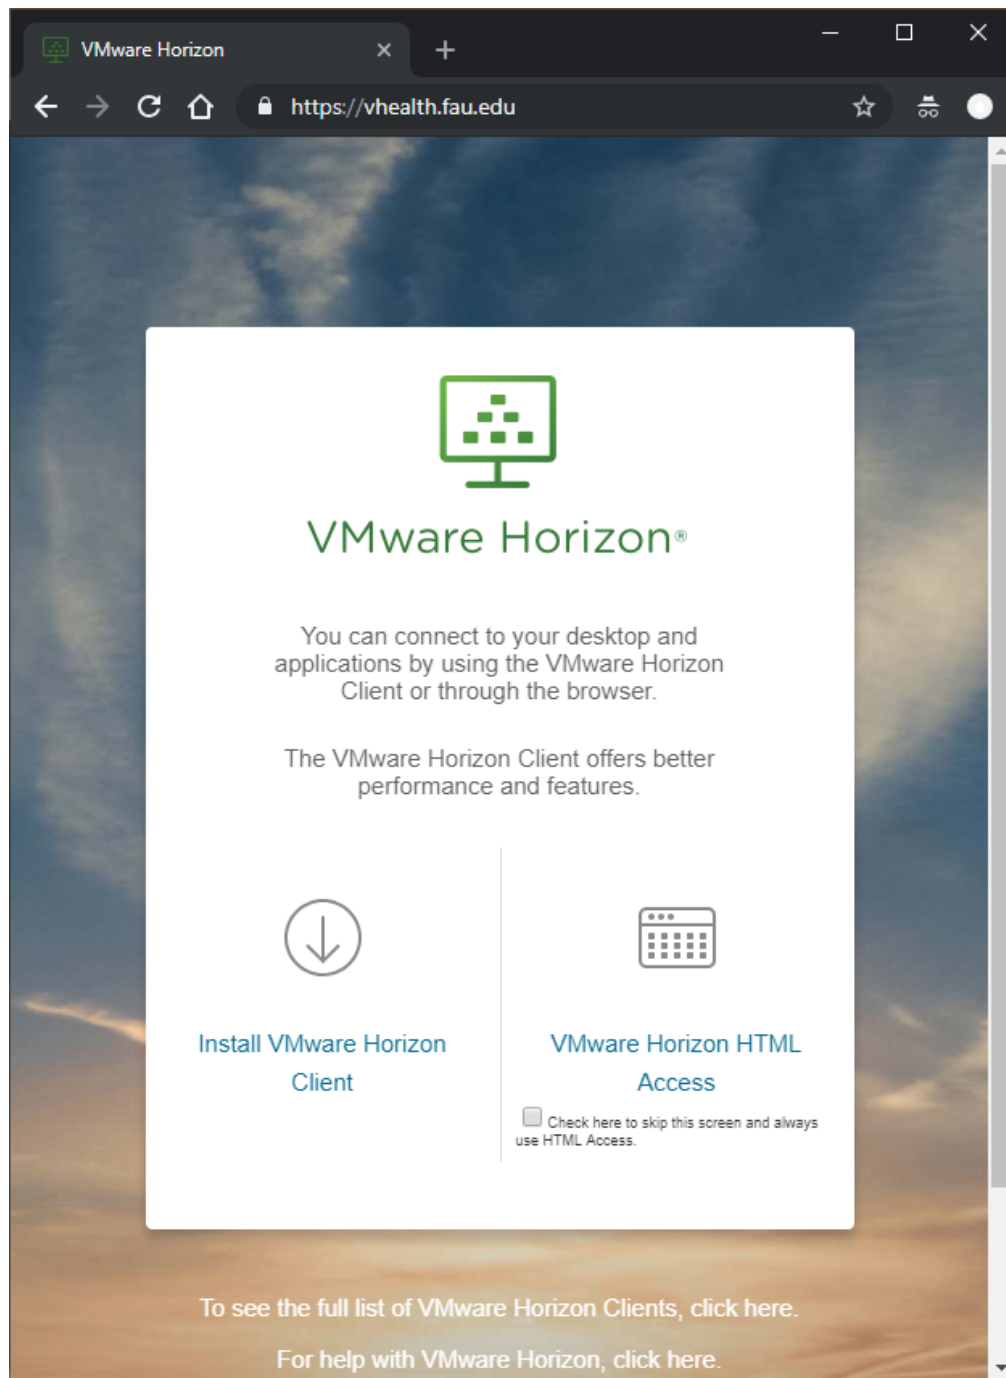 VMware Horizon
https://vhealth.fau.edu
VMware Horizon®
You can connect to your desktop and
applications by using the VMware Horizon
Client or through the browser.
The VMware Horizon Client offers better
performance and features.
Install VMware Horizon
Client
VMware Horizon HTML
Access
Check here to skip this screen and always
use HTML Access.
To see the full list of VMware Horizon Clients, click here.
For help with VMware Horizon, click here.